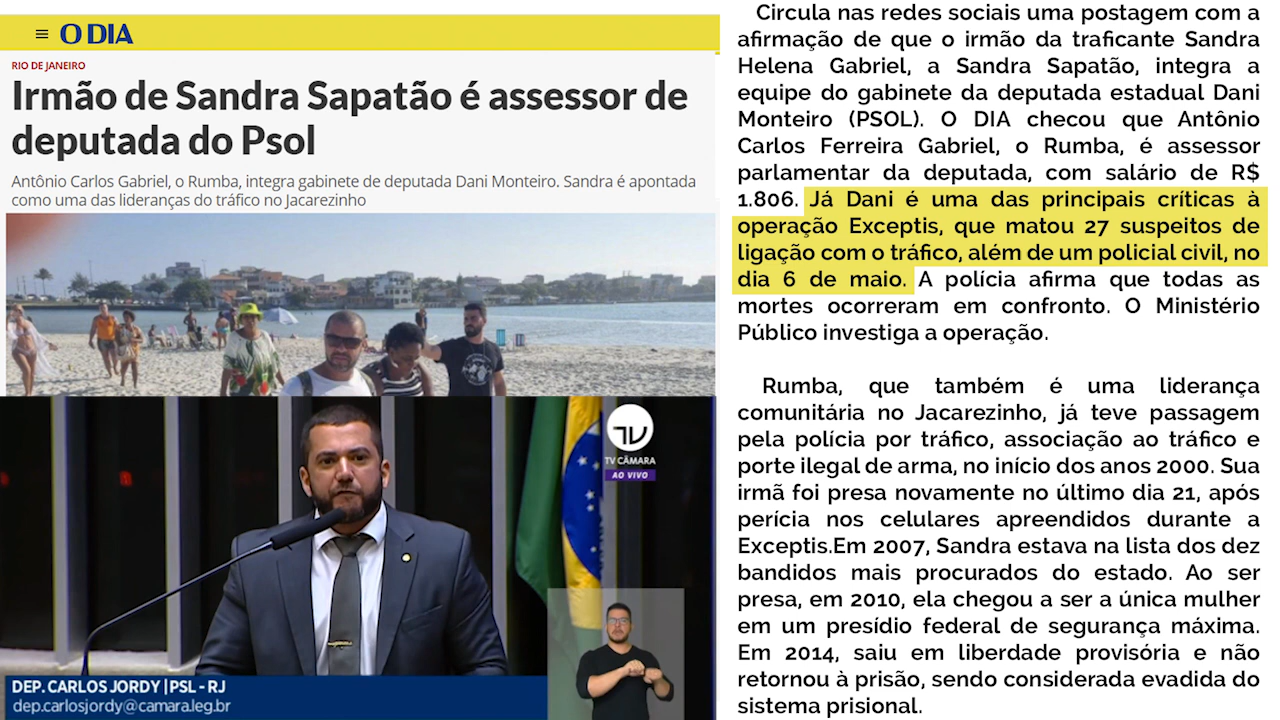 O DIA
RIO DE JANEIRO
Irmão de Sandra Sapatão é assessor de
deputada do Psol
Antônio Carlos Gabriel, o Rumba, integra gabinete de deputada Dani Monteiro. Sandra é apontada
como uma das lideranças do tráfico no Jacarezinho
TV CÂMARA
AO VIVO
DEP. CARLOS JORDY | PSL - RJ
dep.carlosjordy@camara.leg.br
Circula nas redes sociais uma postagem com a
afirmação de que o irmão da traficante Sandra
Helena Gabriel, a Sandra Sapatão, integra a
equipe do gabinete da deputada estadual Dani
Monteiro (PSOL). O DIA checou que Antônio
Carlos Ferreira Gabriel, o Rumba, é assessor
parlamentar da deputada, com salário de R$
1.806. Já Dani é uma das principais críticas à
operação Exceptis, que matou 27 suspeitos de
ligação com o tráfico, além de um policial civil, no
dia 6 de maio. A polícia afirma que todas as
mortes ocorreram em confronto. O Ministério
Público investiga a operação.
Rumba, que também é uma liderança
comunitária no Jacarezinho, já teve passagem
pela polícia por tráfico, associação ao tráfico e
porte ilegal de arma, no início dos anos 2000. Sua
irmã foi presa novamente no último dia 21, após
perícia nos celulares apreendidos durante a
Exceptis.Em 2007, Sandra estava na lista dos dez
bandidos mais procurados do estado. Ao ser
presa, em 2010, ela chegou a ser a única mulher
em um presídio federal de segurança máxima.
Em 2014, saiu em liberdade provisória e não
retornou à prisão, sendo considerada evadida do
sistema prisional.